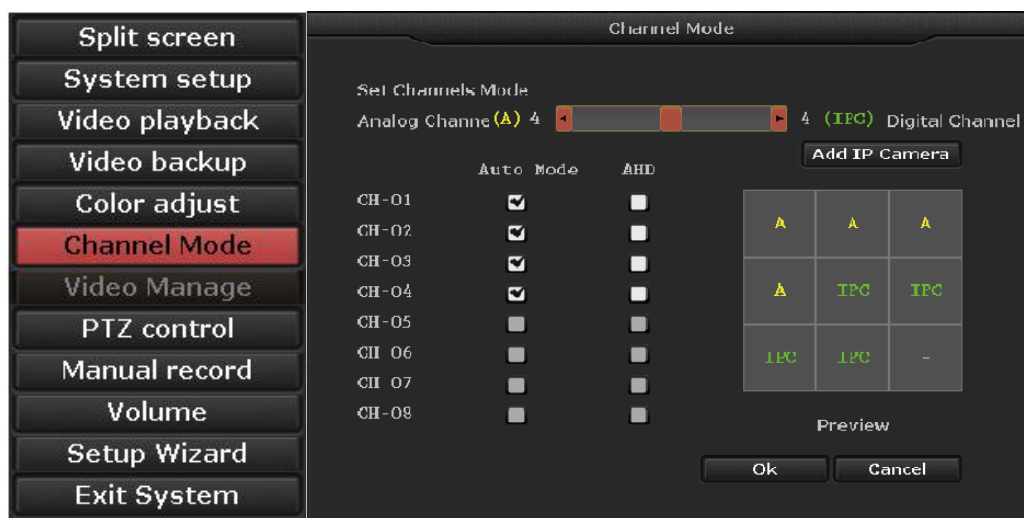 Split screen
System setup
Video playback
Video backup
Color adjust
Channel Mode
Video Manage
PTZ control
Manual record
Volume
Setup Wizard
Exit System
Channel Mode
Set Channels Mode
Analog Channe(A) 4 4 (IPC) Digital Channel
Add IP Camera
Auto Mode AHD
CH-01
CH-02
CH-03
CH-04
CH-05
CH 06
CH 07
CH-08
A A A
A IPC IPC
IPC IPC -
Preview
Ok Cancel